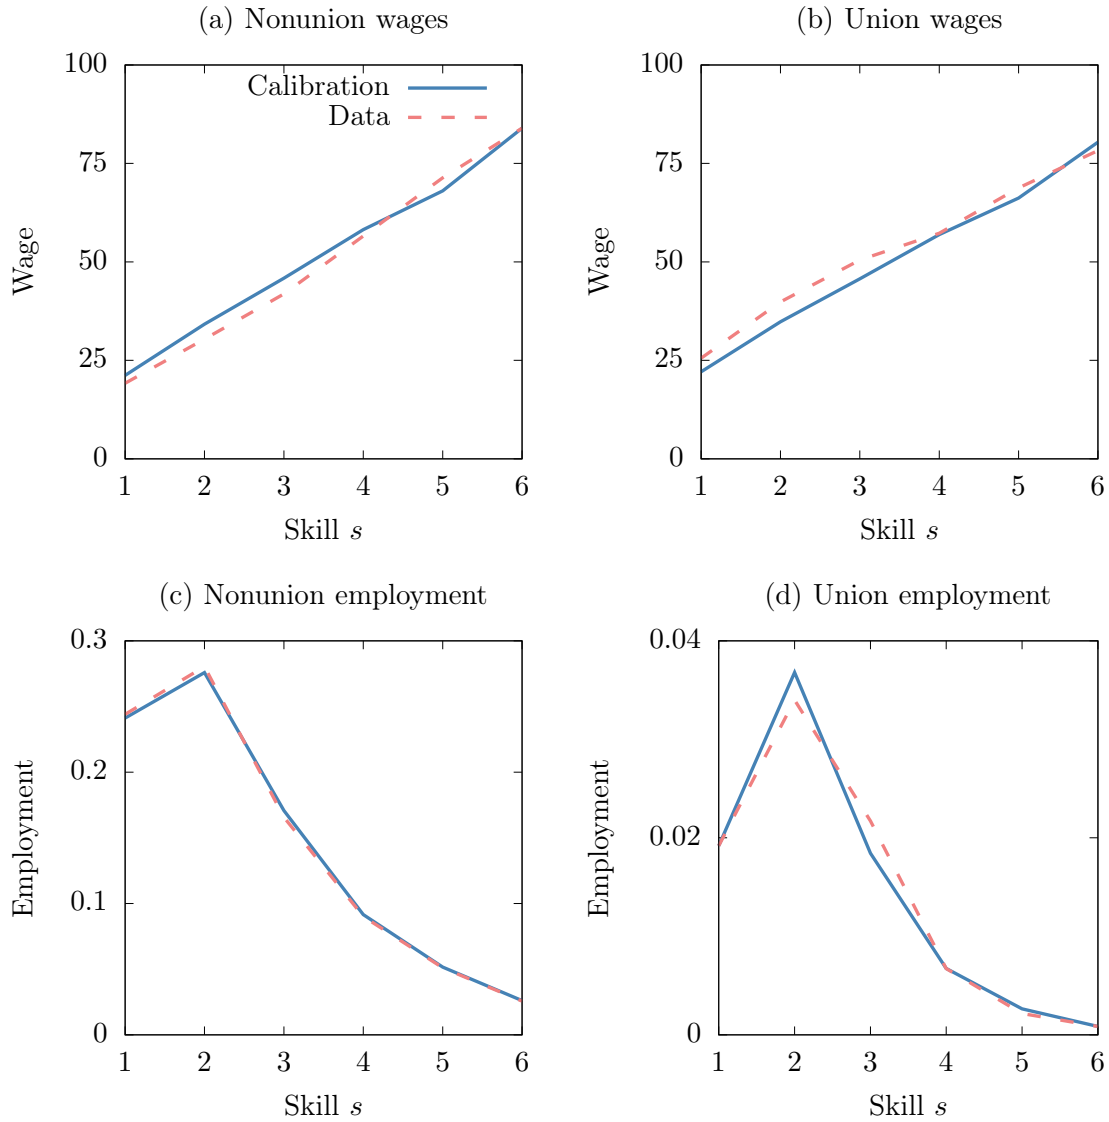 (a) Nonunion wages
100
75
50
25
0
Wage
Calibration
Data
1 2 3 4 5 6
Skill s
(b) Union wages
100
75
50
25
0
Wage
1 2 3 4 5 6
Skill s
(c) Nonunion employment
0.3
0.2
0.1
0
Employment
1 2 3 4 5 6
Skill s
(d) Union employment
0.04
0.02
0
Employment
1 2 3 4 5 6
Skill s